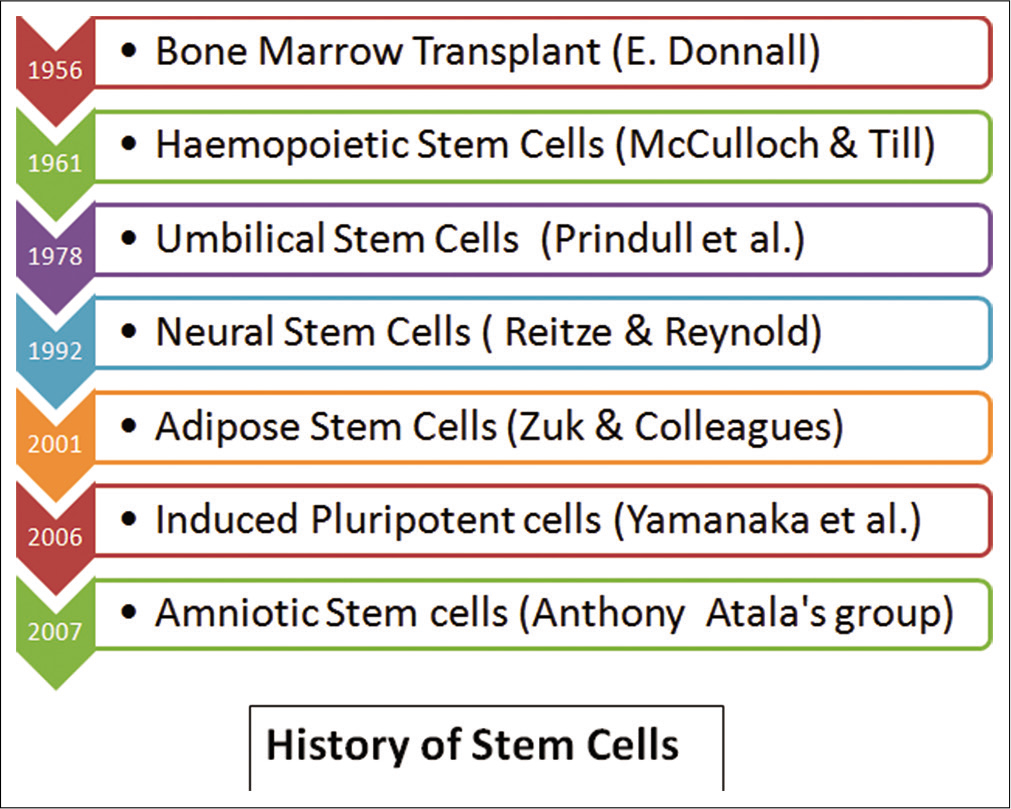 1956 • Bone Marrow Transplant (E. Donnall)
1961 • Haemopoietic Stem Cells (McCulloch & Till)
1978 • Umbilical Stem Cells (Prindull et al.)
1992 • Neural Stem Cells ( Reitze & Reynold)
2001 • Adipose Stem Cells (Zuk & Colleagues)
2006 • Induced Pluripotent cells (Yamanaka et al.)
2007 • Amniotic Stem cells (Anthony Atala's group)
History of Stem Cells